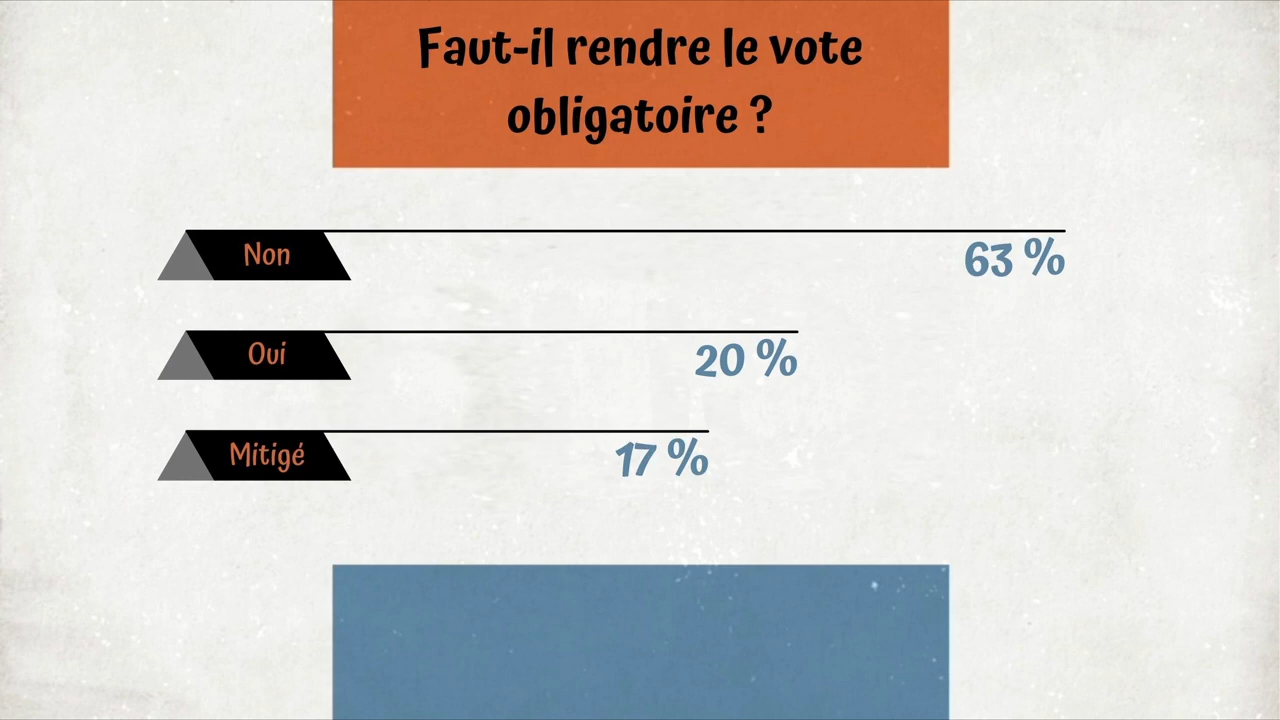 Faut-il rendre le vote
obligatoire ?
Non
63 %
Oui
20 %
Mitigé
17 %